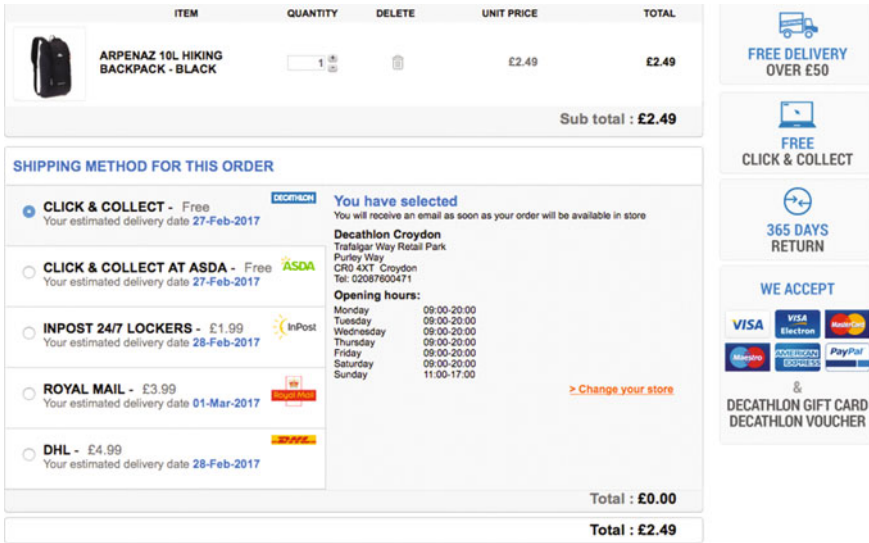 ITEM QUANTITY DELETE UNIT PRICE TOTAL
ARPENAZ 10L HIKING
BACKPACK - BLACK
1 £2.49 £2.49
Sub total : £2.49
SHIPPING METHOD FOR THIS ORDER
CLICK & COLLECT - Free
DECATHLON
Your estimated delivery date 27-Feb-2017
CLICK & COLLECT AT ASDA - Free
ASDA
Your estimated delivery date 27-Feb-2017
INPOST 24/7 LOCKERS - £1.99
InPost
Your estimated delivery date 28-Feb-2017
ROYAL MAIL - £3.99
Royal Mail
Your estimated delivery date 01-Mar-2017
DHL - £4.99
DHL
Your estimated delivery date 28-Feb-2017
You have selected
You will receive an email as soon as your order will be available in store
Decathlon Croydon
Trafalgar Way Retail Park
Purley Way
CR0 4XT Croydon
Tel: 02087600471
Opening hours:
Monday 09:00-20:00
Tuesday 09:00-20:00
Wednesday 09:00-20:00
Thursday 09:00-20:00
Friday 09:00-20:00
Saturday 09:00-20:00
Sunday 11:00-17:00
> Change your store
Total : £0.00
Total : £2.49
FREE DELIVERY
OVER £50
FREE
CLICK & COLLECT
365 DAYS
RETURN
WE ACCEPT
VISA VISA Electron MasterCard
Maestro AMERICAN EXPRESS PayPal
&
DECATHLON GIFT CARD
DECATHLON VOUCHER